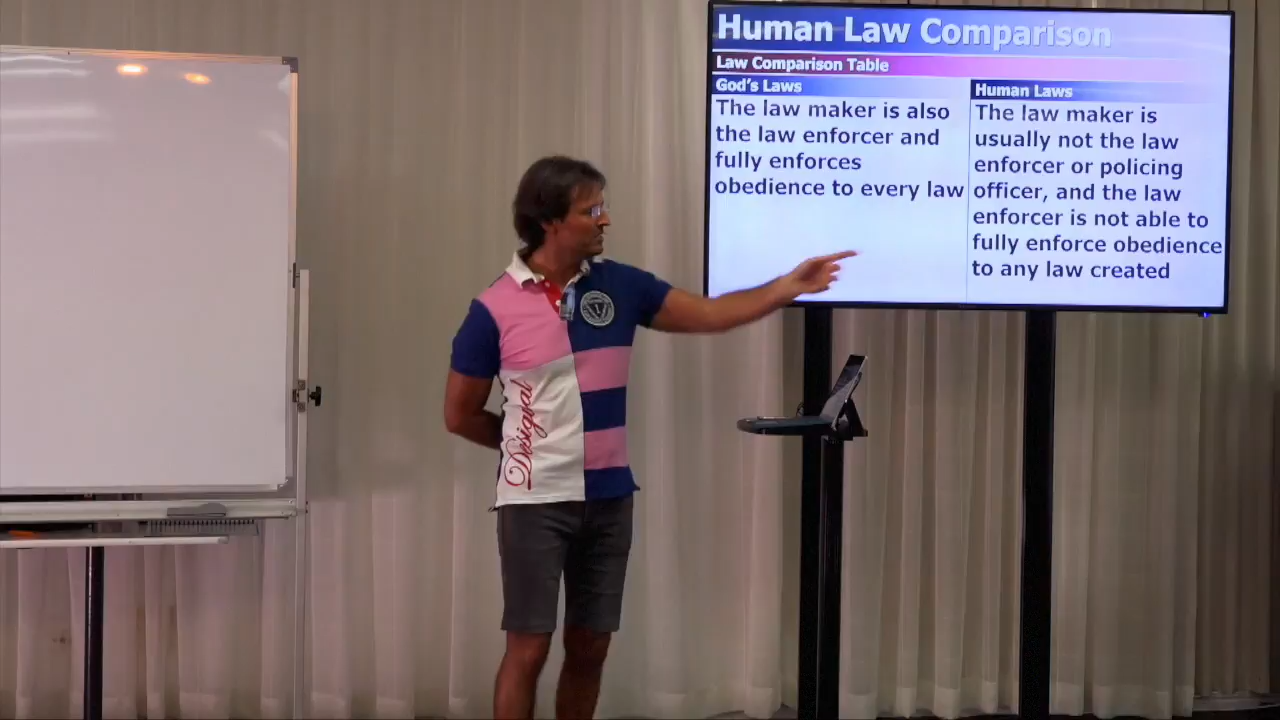 Human Law Comparison
Law Comparison Table
God's Laws
The law maker is also
the law enforcer and
fully enforces
obedience to every law
Human Laws
The law maker is
usually not the law
enforcer or policing
officer, and the law
enforcer is not able to
fully enforce obedience
to any law created
Desigual